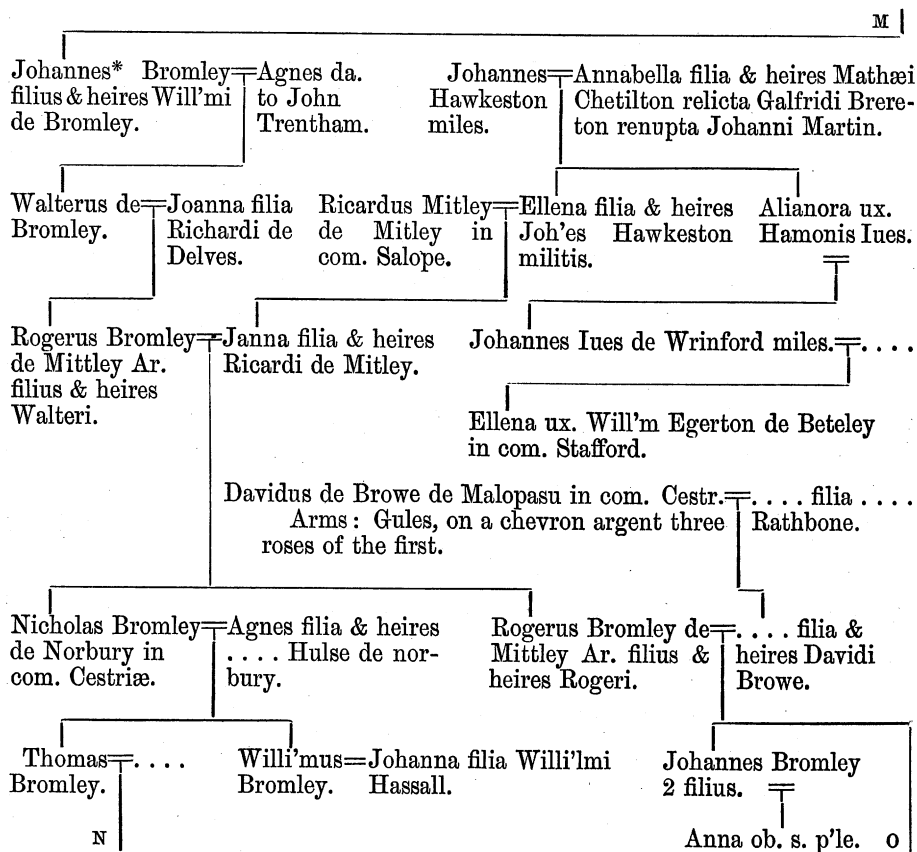 M
Johannes* Bromley Agnes da.
filius & heires Will'mi to John
de Bromley. Trentham.
Johannes Annabella filia & heires Mathæi
Hawkeston Chetilton relicta Galfridi Brere-
miles. ton renupta Johanni Martin.
Walterus de Joanna filia
Bromley. Richardi de
Delves.
Ricardus Mitley Ellena filia & heires
de Mitley in Joh'es Hawkeston
com. Salope. militis.
Alianora ux.
Hamonis Iues.
Rogerus Bromley Janna filia & heires
de Mittley Ar. Ricardi de Mitley.
filius & heires
Walteri.
Johannes Iues de Wrinford miles. . . . .
Ellena ux. Will'm Egerton de Beteley
in com. Stafford.
Davidus de Browe de Malopasu in com. Cestr. . . . . filia . . . .
Arms: Gules, on a chevron argent three Rathbone.
roses of the first.
Nicholas Bromley Agnes filia & heires
de Norbury in . . . . Hulse de nor-
com. Cestriæ. bury.
Rogerus Bromley de . . . . filia &
Mittley Ar. filius & heires Davidi
heires Rogeri. Browe.
Thomas . . . .
Bromley.
Willi'mus Johanna filia Willi'lmi
Bromley. Hassall.
Johannes Bromley
2 filius.
N
Anna ob. s. p'le. O